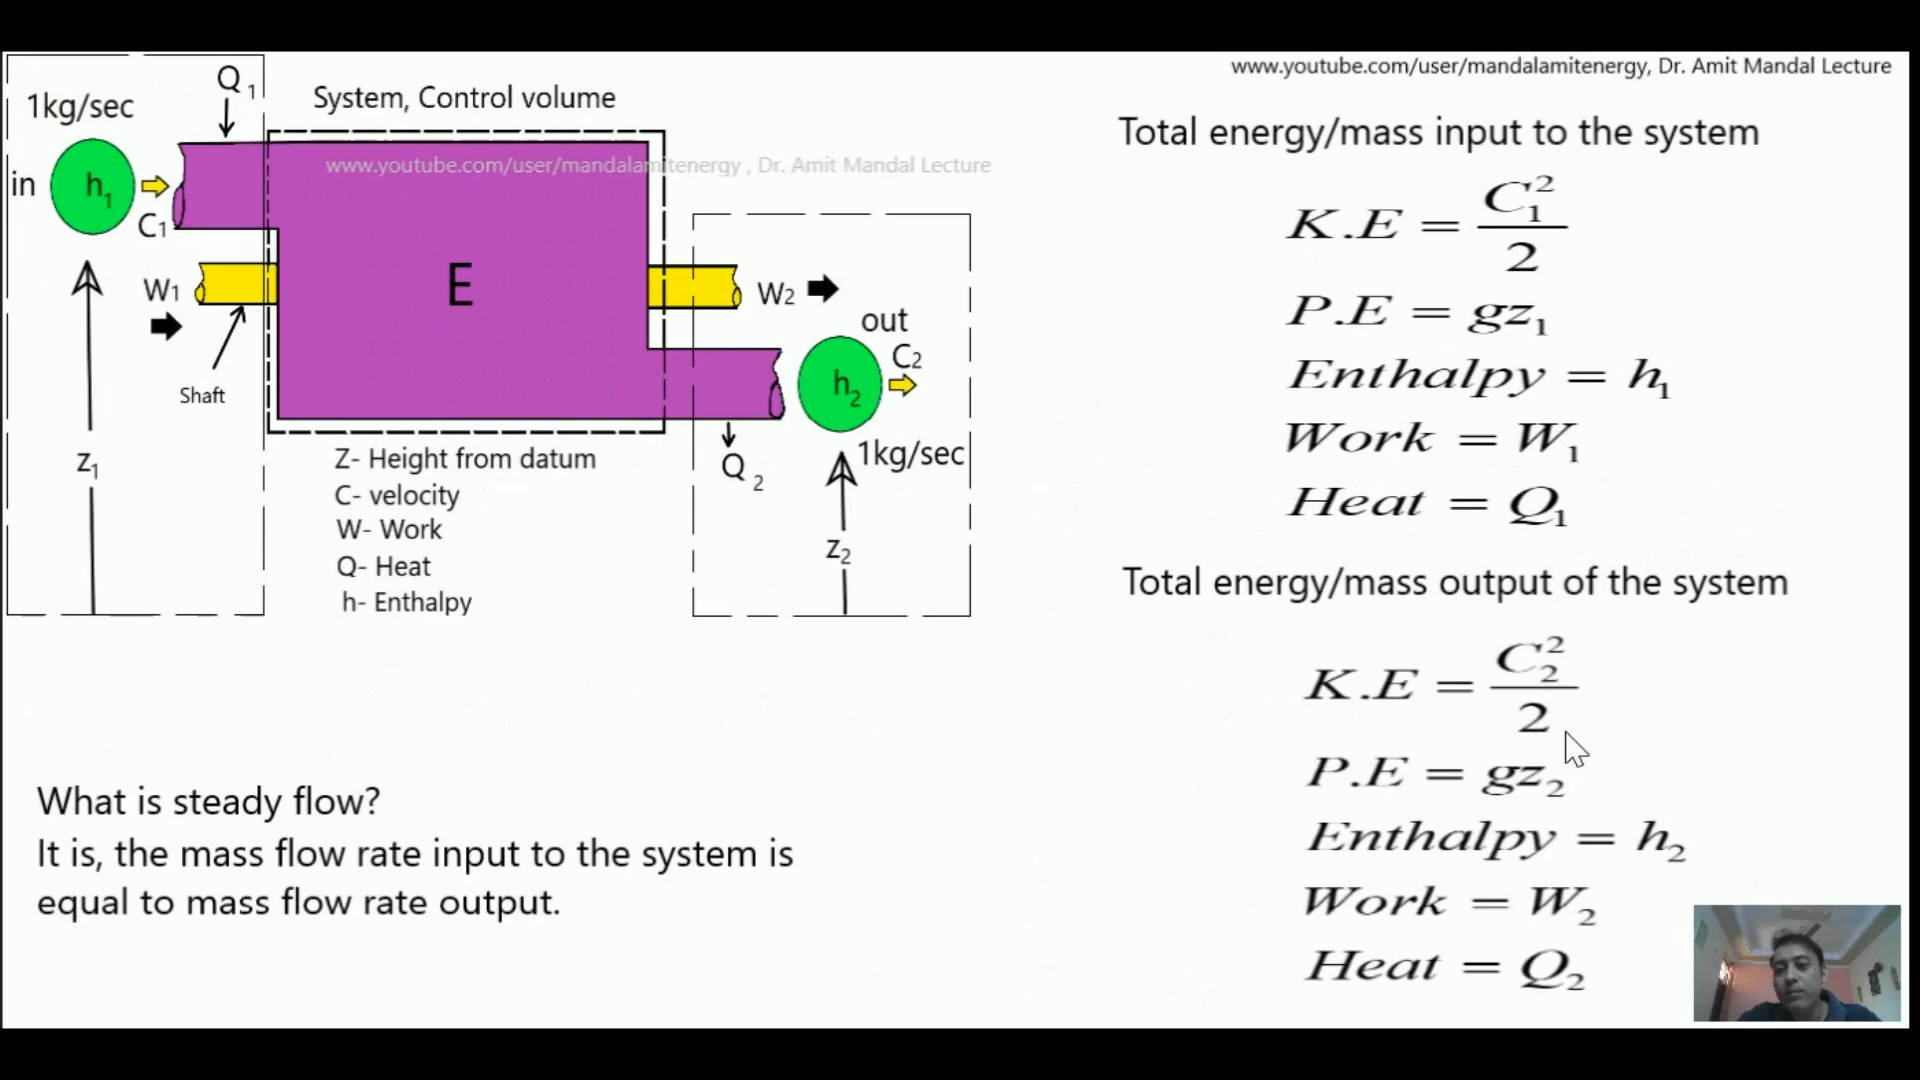 www.youtube.com/user/mandalamitenergy, Dr. Amit Mandal Lecture
Q1
System, Control volume
1kg/sec
www.youtube.com/user/mandalamitenergy , Dr. Amit Mandal Lecture
in
h1
C1
W1
E
W2
out
C2
h2
Shaft
1kg/sec
Q2
z1
z2
Z- Height from datum
C- velocity
W- Work
Q- Heat
h- Enthalpy
What is steady flow?
It is, the mass flow rate input to the system is
equal to mass flow rate output.
Total energy/mass input to the system
K.E = C₁²/2
P.E = gz₁
Enthalpy = h₁
Work = W₁
Heat = Q₁
Total energy/mass output of the system
K.E = C₂²/2
P.E = gz₂
Enthalpy = h₂
Work = W₂
Heat = Q₂